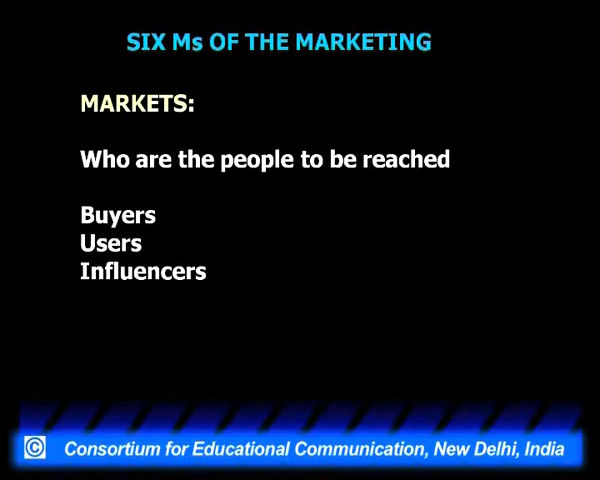 SIX Ms OF THE MARKETING
MARKETS:
Who are the people to be reached
Buyers
Users
Influencers
© Consortium for Educational Communication, New Delhi, India